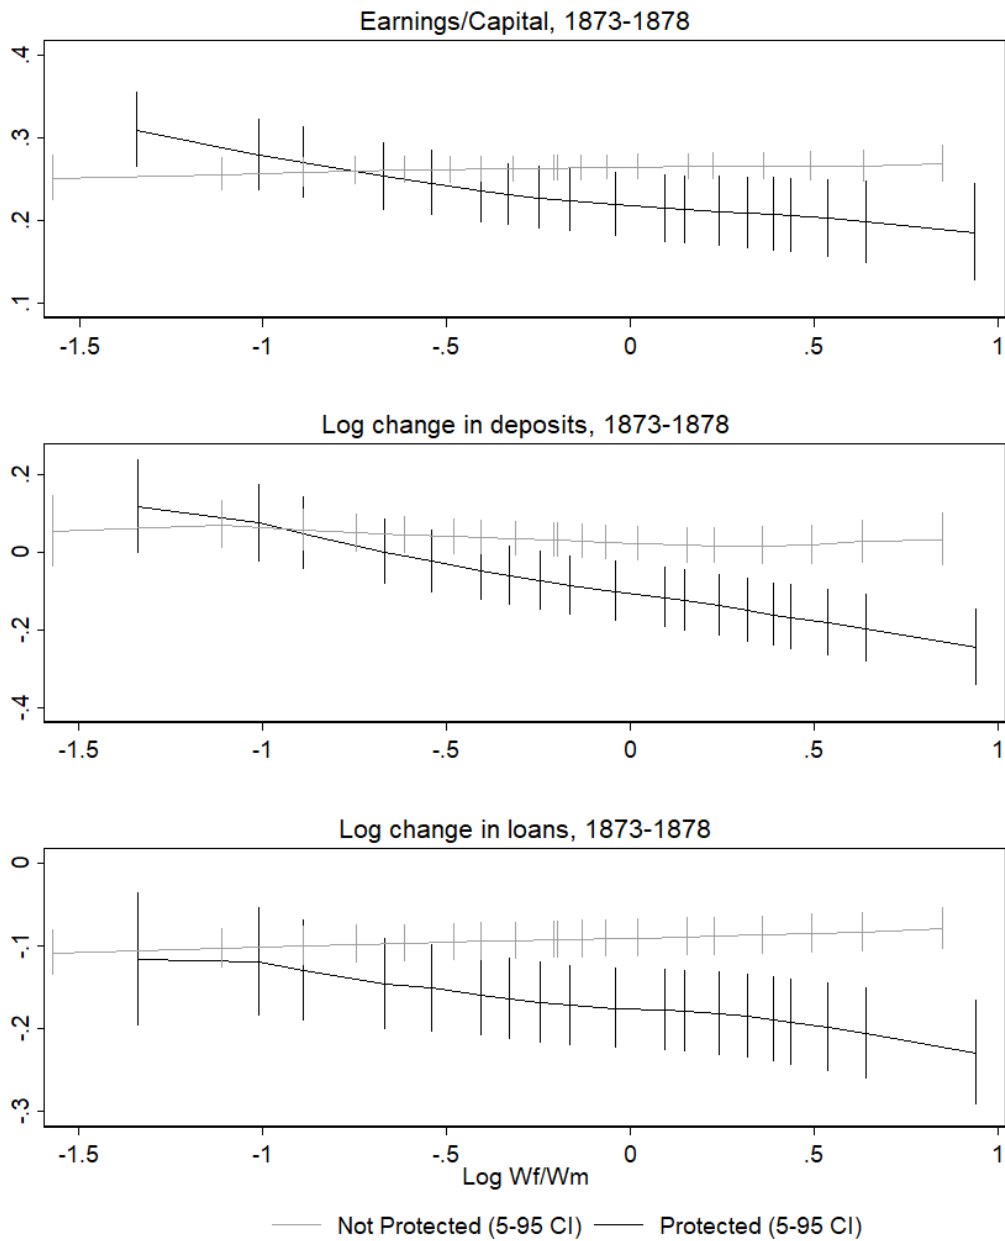 Earnings/Capital, 1873-1878
.4
.3
.2
.1
-1.5 -1 -.5 0 .5 1
Log change in deposits, 1873-1878
.2
0
-.2
-.4
-1.5 -1 -.5 0 .5 1
Log change in loans, 1873-1878
0
-.1
-.2
-.3
-1.5 -1 -.5 0 .5 1
Log Wf/Wm
Not Protected (5-95 CI) Protected (5-95 CI)